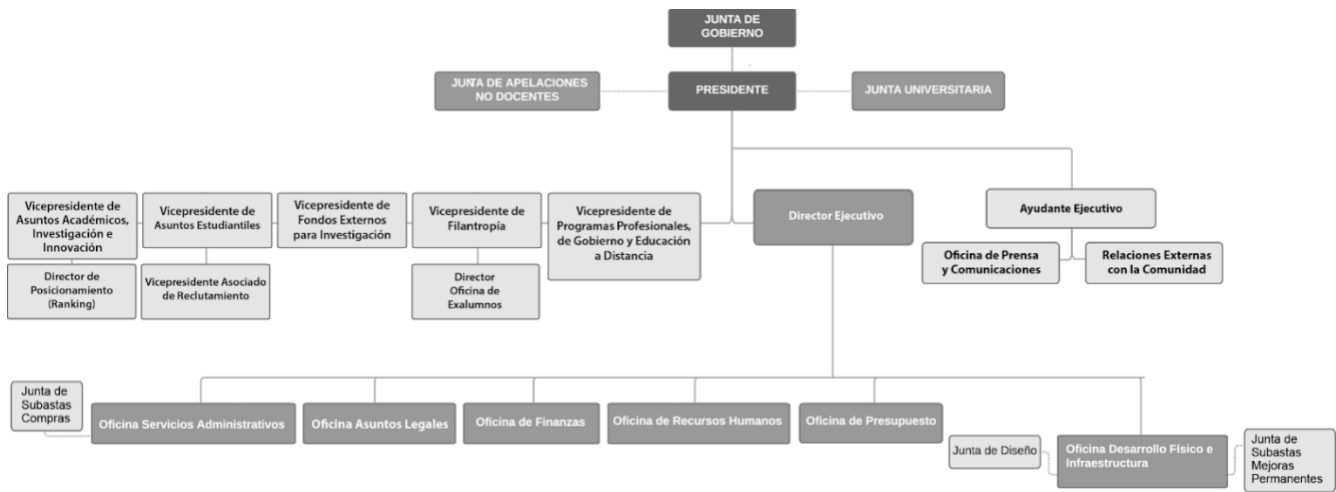 JUNTA DE
GOBIERNO
JUNTA DE APELACIONES
NO DOCENTES
PRESIDENTE
JUNTA UNIVERSITARIA
Vicepresidente de
Asuntos Académicos,
Investigación e
Innovación
Vicepresidente de
Asuntos Estudiantiles
Vicepresidente de
Fondos Externos
para Investigación
Vicepresidente de
Filantropía
Vicepresidente de
Programas Profesionales,
de Gobierno y Educación
a Distancia
Director Ejecutivo
Ayudante Ejecutivo
Director de
Posicionamiento
(Ranking)
Vicepresidente Asociado
de Reclutamiento
Director
Oficina de
Exalumnos
Oficina de Prensa
y Comunicaciones
Relaciones Externas
con la Comunidad
Junta de
Subastas
Compras
Oficina Servicios Administrativos
Oficina Asuntos Legales
Oficina de Finanzas
Oficina de Recursos Humanos
Oficina de Presupuesto
Junta de Diseño
Oficina Desarrollo Físico e
Infraestructura
Junta de
Subastas
Mejoras
Permanentes